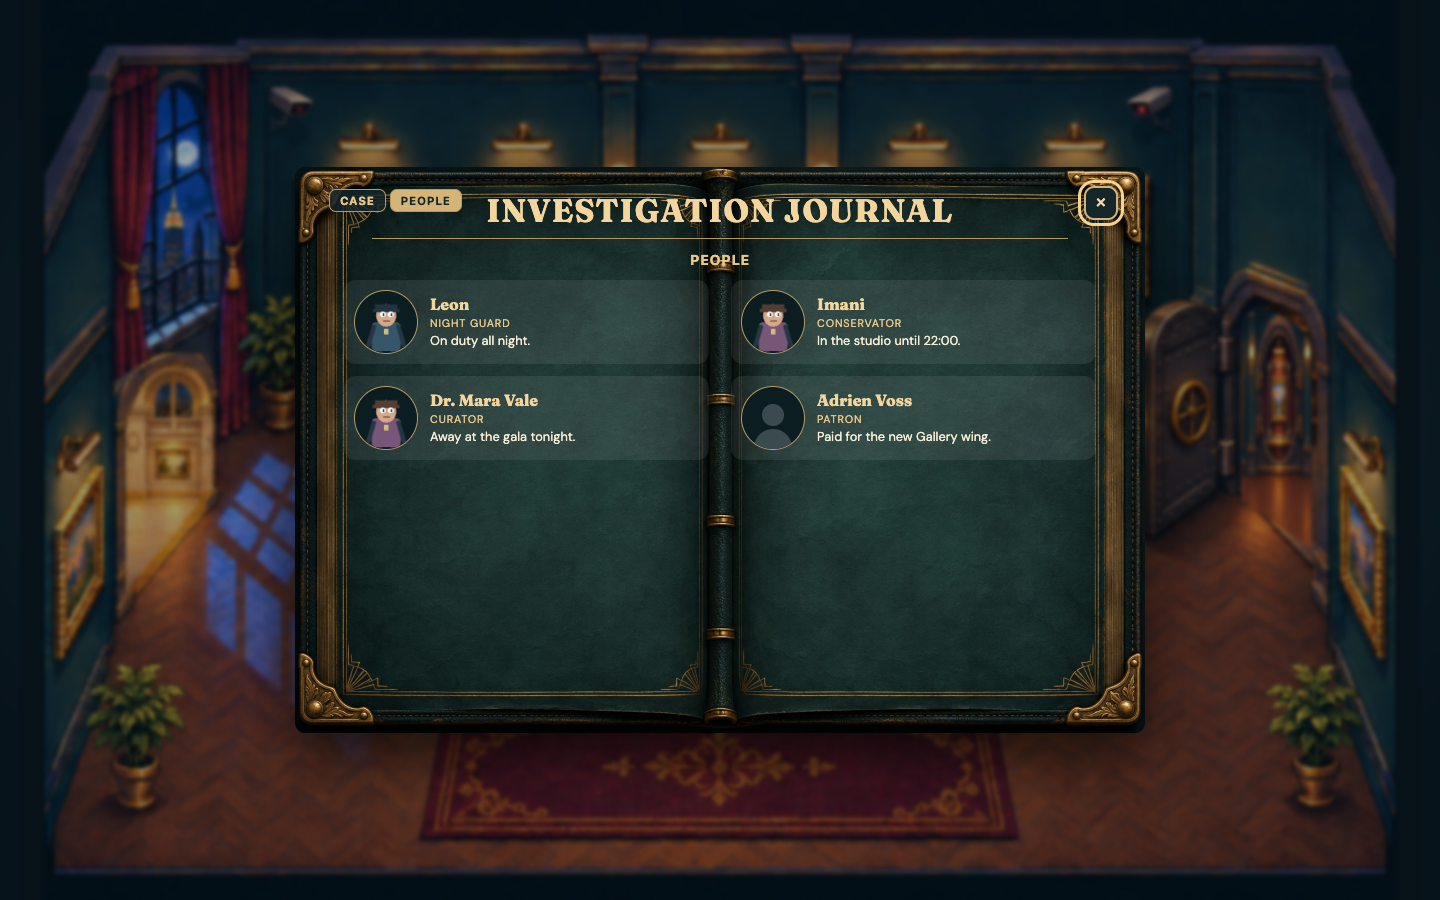 CASE
PEOPLE
INVESTIGATION JOURNAL
×
PEOPLE
Leon
NIGHT GUARD
On duty all night.
Imani
CONSERVATOR
In the studio until 22:00.
Dr. Mara Vale
CURATOR
Away at the gala tonight.
Adrien Voss
PATRON
Paid for the new Gallery wing.